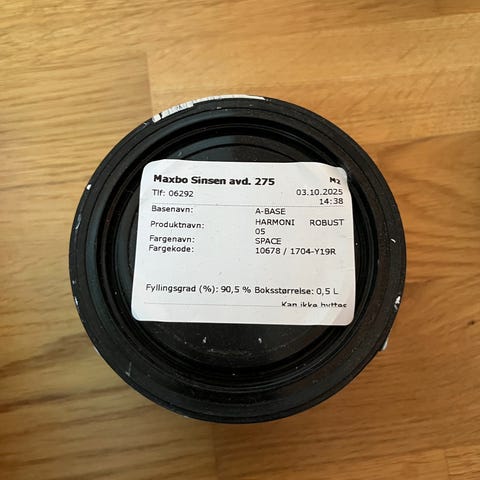 Maxbo Sinsen avd. 275 M2
Tlf: 06292 03.10.2025
14:38
Basenavn: A-BASE
Produktnavn: HARMONI ROBUST
05
Fargenavn: SPACE
Fargekode: 10678 / 1704-Y19R
Fyllingsgrad (%): 90,5 % Boksstørrelse: 0,5 L
Kan ikke byttes